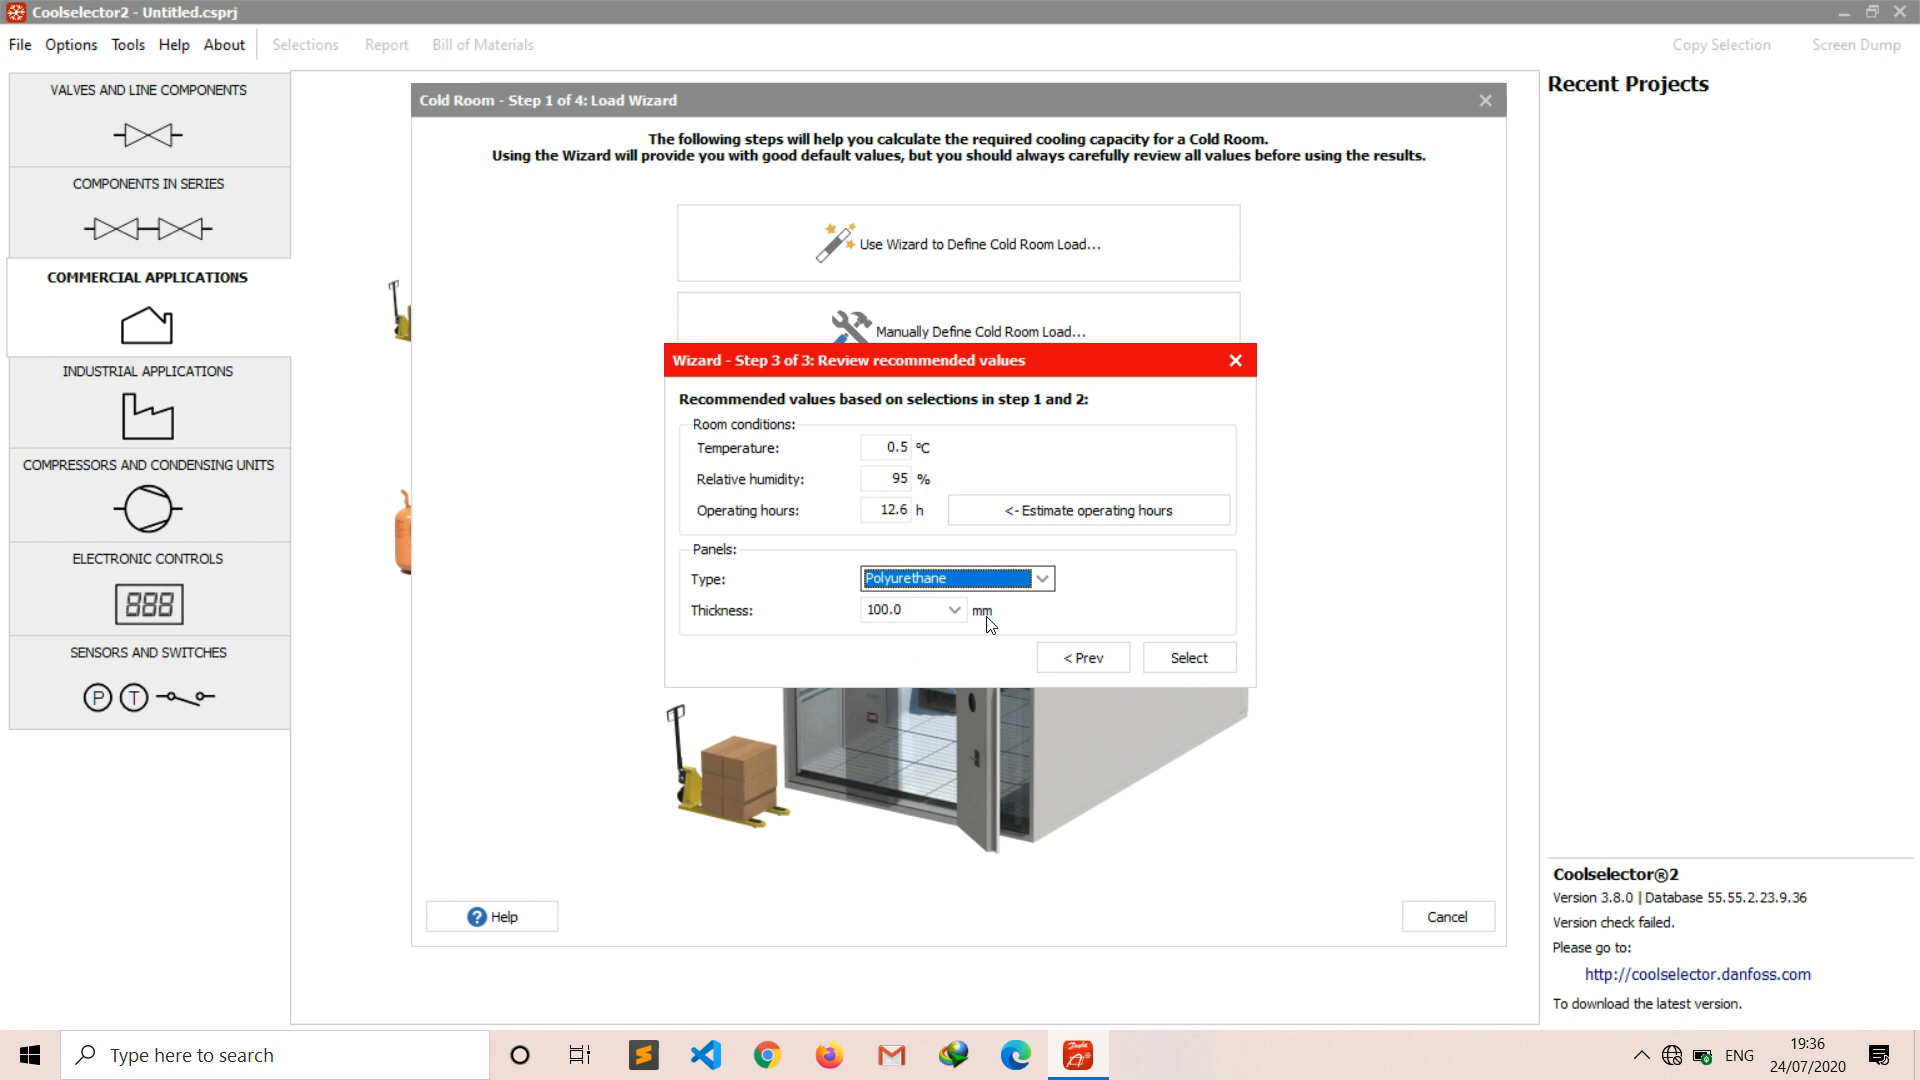 Coolselector2 - Untitled.csprj
File Options Tools Help About Selections Report Bill of Materials Copy Selection Screen Dump
VALVES AND LINE COMPONENTS
COMPONENTS IN SERIES
COMMERCIAL APPLICATIONS
INDUSTRIAL APPLICATIONS
COMPRESSORS AND CONDENSING UNITS
ELECTRONIC CONTROLS
888
SENSORS AND SWITCHES
P T
Cold Room - Step 1 of 4: Load Wizard
The following steps will help you calculate the required cooling capacity for a Cold Room.
Using the Wizard will provide you with good default values, but you should always carefully review all values before using the results.
Use Wizard to Define Cold Room Load...
Manually Define Cold Room Load...
Wizard - Step 3 of 3: Review recommended values
Recommended values based on selections in step 1 and 2:
Room conditions:
Temperature: 0.5 °C
Relative humidity: 95 %
Operating hours: 12.6 h <- Estimate operating hours
Panels:
Type: Polyurethane
Thickness: 100.0 mm
< Prev Select
Help Cancel
Recent Projects
Coolselector®2
Version 3.8.0 | Database 55.55.2.23.9.36
Version check failed.
Please go to:
http://coolselector.danfoss.com
To download the latest version.
Type here to search
ENG
19:36
24/07/2020